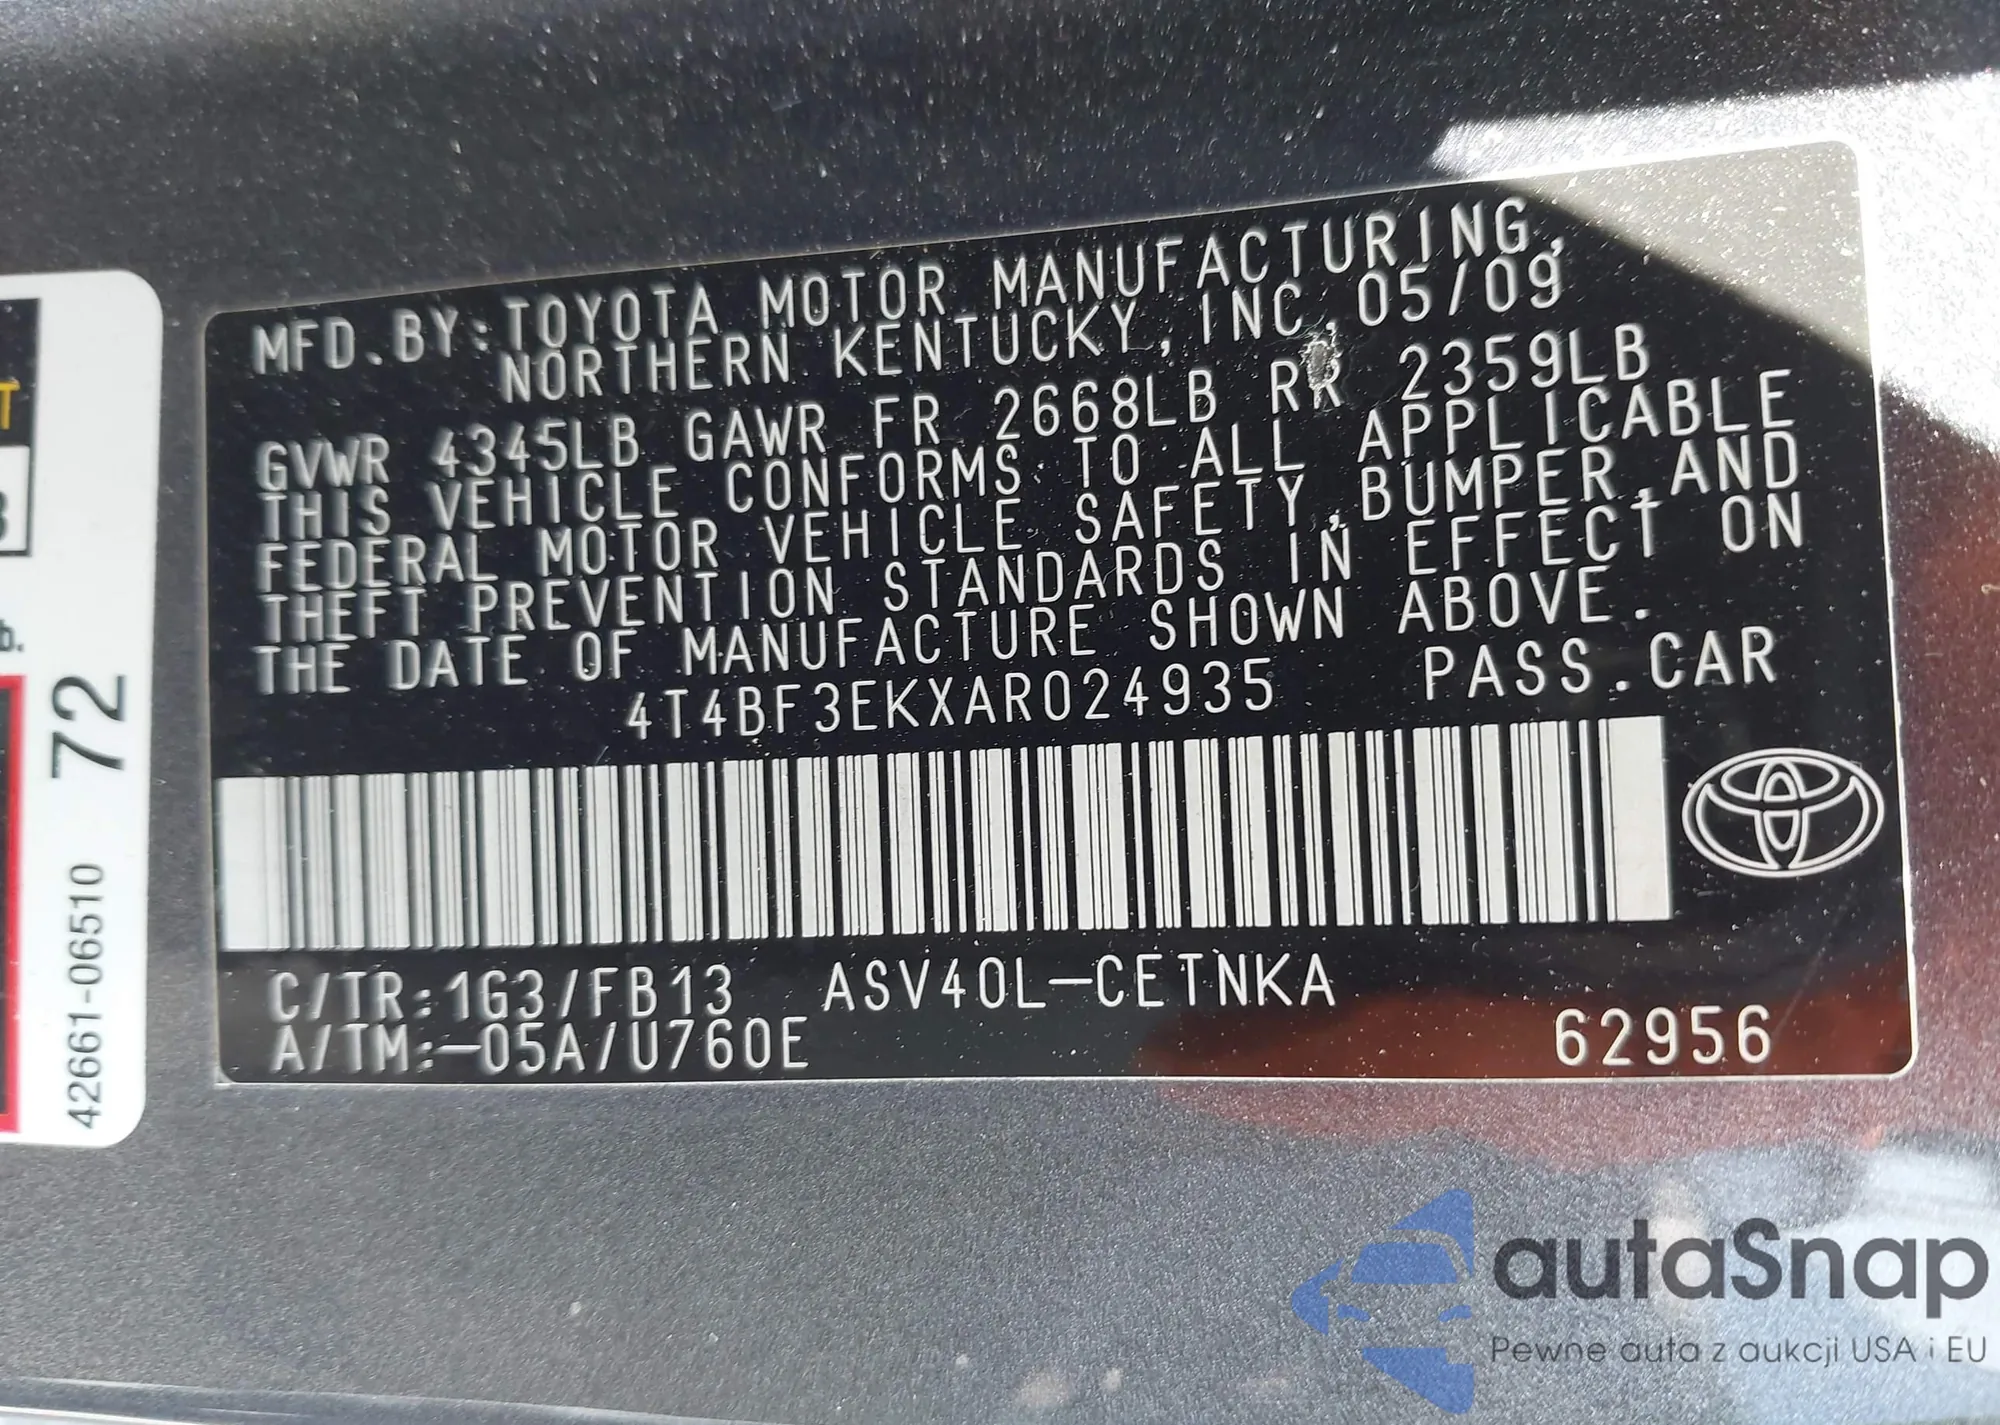 MFD.BY:TOYOTA MOTOR MANUFACTURING,
NORTHERN KENTUCKY,INC,05/09
GVWR 4345LB GAWR FR 2668LB RR 2359LB
THIS VEHICLE CONFORMS TO ALL APPLICABLE
FEDERAL MOTOR VEHICLE SAFETY,BUMPER,AND
THEFT PREVENTION STANDARDS IN EFFECT ON
THE DATE OF MANUFACTURE SHOWN ABOVE.
4T4BF3EKXAR024935 PASS.CAR
C/TR:1G3/FB13 ASV40L-CETNKA
A/TM:-05A/U760E 62956
T
b.
72
42661-06510
autaSnap
Pewne auta z aukcji USA i EU